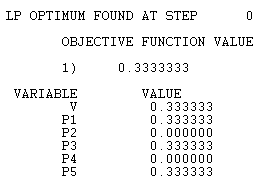 LP OPTIMUM FOUND AT STEP 0
OBJECTIVE FUNCTION VALUE
1) 0.3333333
VARIABLE VALUE
V 0.333333
P1 0.333333
P2 0.000000
P3 0.333333
P4 0.000000
P5 0.333333